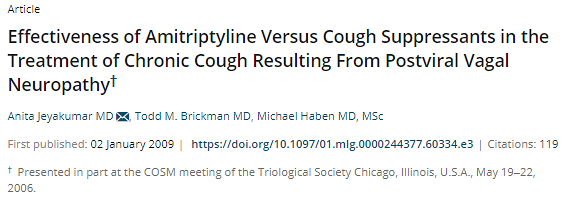 Article
Effectiveness of Amitriptyline Versus Cough Suppressants in the
Treatment of Chronic Cough Resulting From Postviral Vagal
Neuropathy†
Anita Jeyakumar MD, Todd M. Brickman MD, Michael Haben MD, MSc
First published: 02 January 2009 | https://doi.org/10.1097/01.mlg.0000244377.60334.e3 | Citations: 119
† Presented in part at the COSM meeting of the Triological Society Chicago, Illinois, U.S.A., May 19–22,
2006.